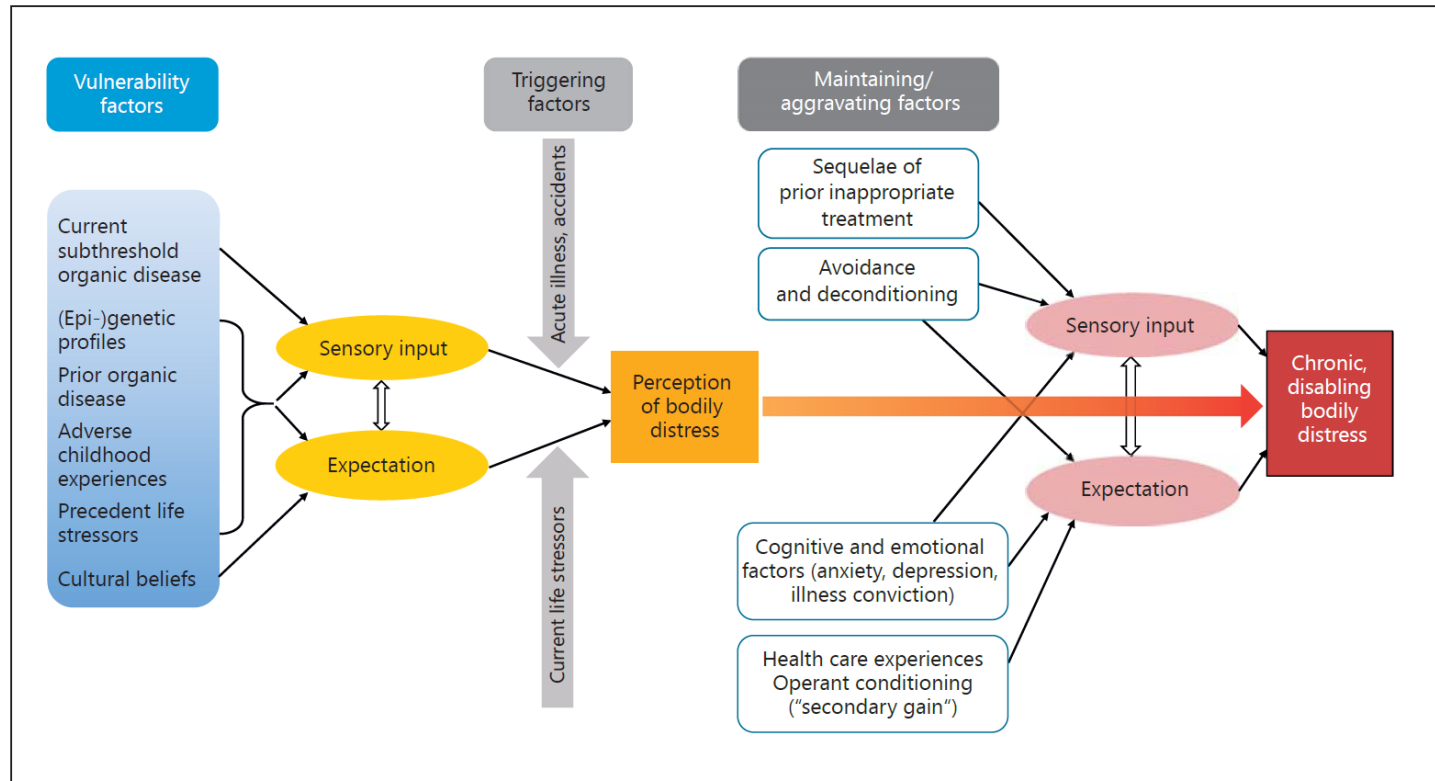 Vulnerability
factors
Triggering
factors
Maintaining/
aggravating factors
Current
subthreshold
organic disease
(Epi-)genetic
profiles
Prior organic
disease
Adverse
childhood
experiences
Precedent life
stressors
Cultural beliefs
Sensory input
Expectation
Acute illness, accidents
Current life stressors
Perception
of bodily
distress
Sequelae of
prior inappropriate
treatment
Avoidance
and deconditioning
Cognitive and emotional
factors (anxiety, depression,
illness conviction)
Health care experiences
Operant conditioning
(“secondary gain“)
Sensory input
Expectation
Chronic,
disabling
bodily
distress